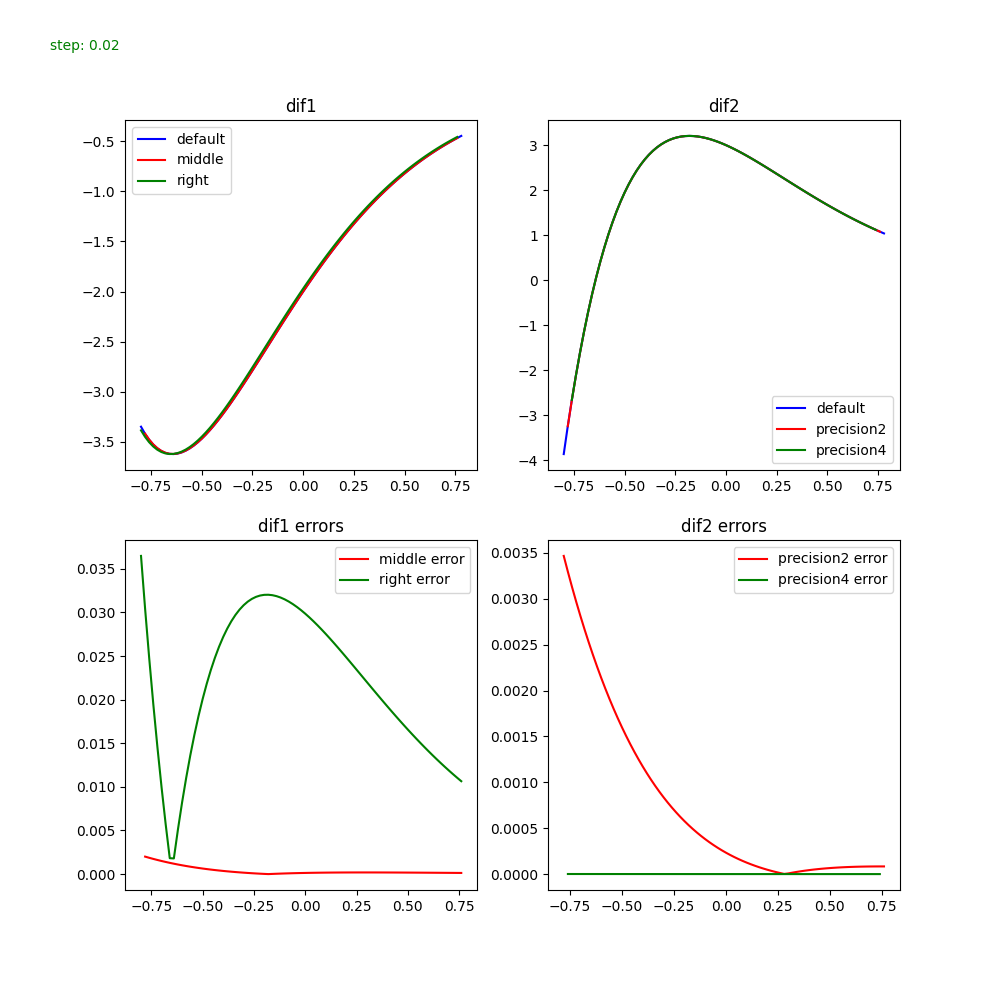 step: 0.02
dif1
default
middle
right
−0.5
−1.0
−1.5
−2.0
−2.5
−3.0
−3.5
−0.75 −0.50 −0.25 0.00 0.25 0.50 0.75
dif2
3
2
1
0
−1
−2
−3
−4
default
precision2
precision4
−0.75 −0.50 −0.25 0.00 0.25 0.50 0.75
dif1 errors
middle error
right error
0.035
0.030
0.025
0.020
0.015
0.010
0.005
0.000
−0.75 −0.50 −0.25 0.00 0.25 0.50 0.75
dif2 errors
precision2 error
precision4 error
0.0035
0.0030
0.0025
0.0020
0.0015
0.0010
0.0005
0.0000
−0.75 −0.50 −0.25 0.00 0.25 0.50 0.75